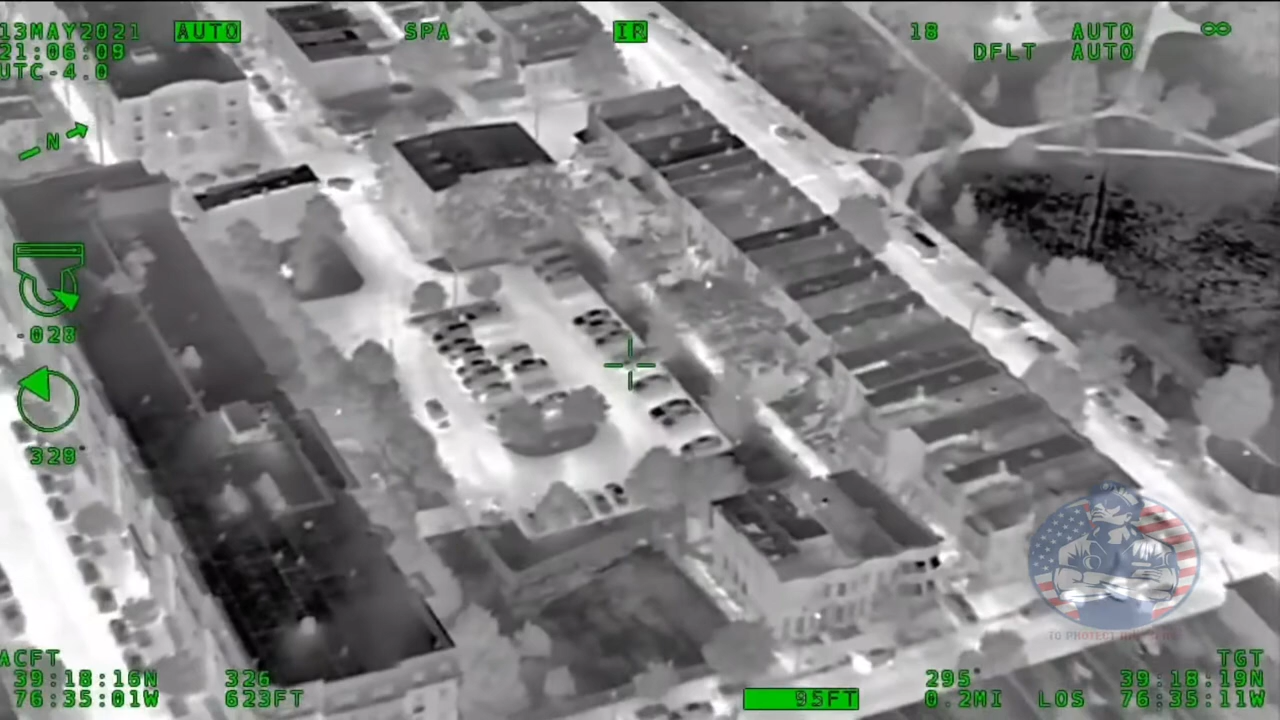 13MAY2021 AUTO SPA IR 18 AUTO
21:06:09 DFLT AUTO
UTC-4.0
N
-028°
328°
ACFT
39:18:16N 326
76:35:01W 623FT
95FT
TGT
295° 39:18:19N
0.2MI LOS 76:35:11W
TO PROTECT